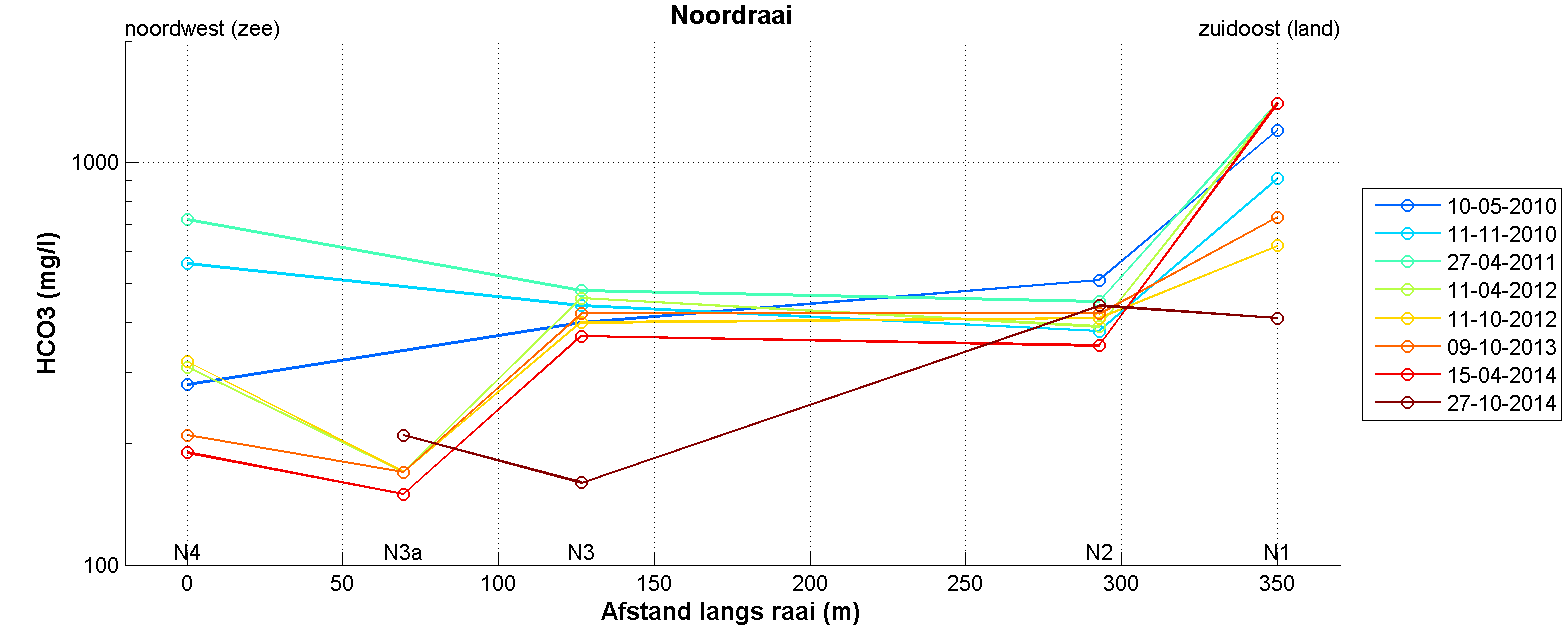 Noordraai
noordwest (zee)
zuidoost (land)
1000
100
HCO3 (mg/l)
N4
N3a
N3
N2
N1
0
50
100
150
200
250
300
350
Afstand langs raai (m)
10-05-2010
11-11-2010
27-04-2011
11-04-2012
11-10-2012
09-10-2013
15-04-2014
27-10-2014